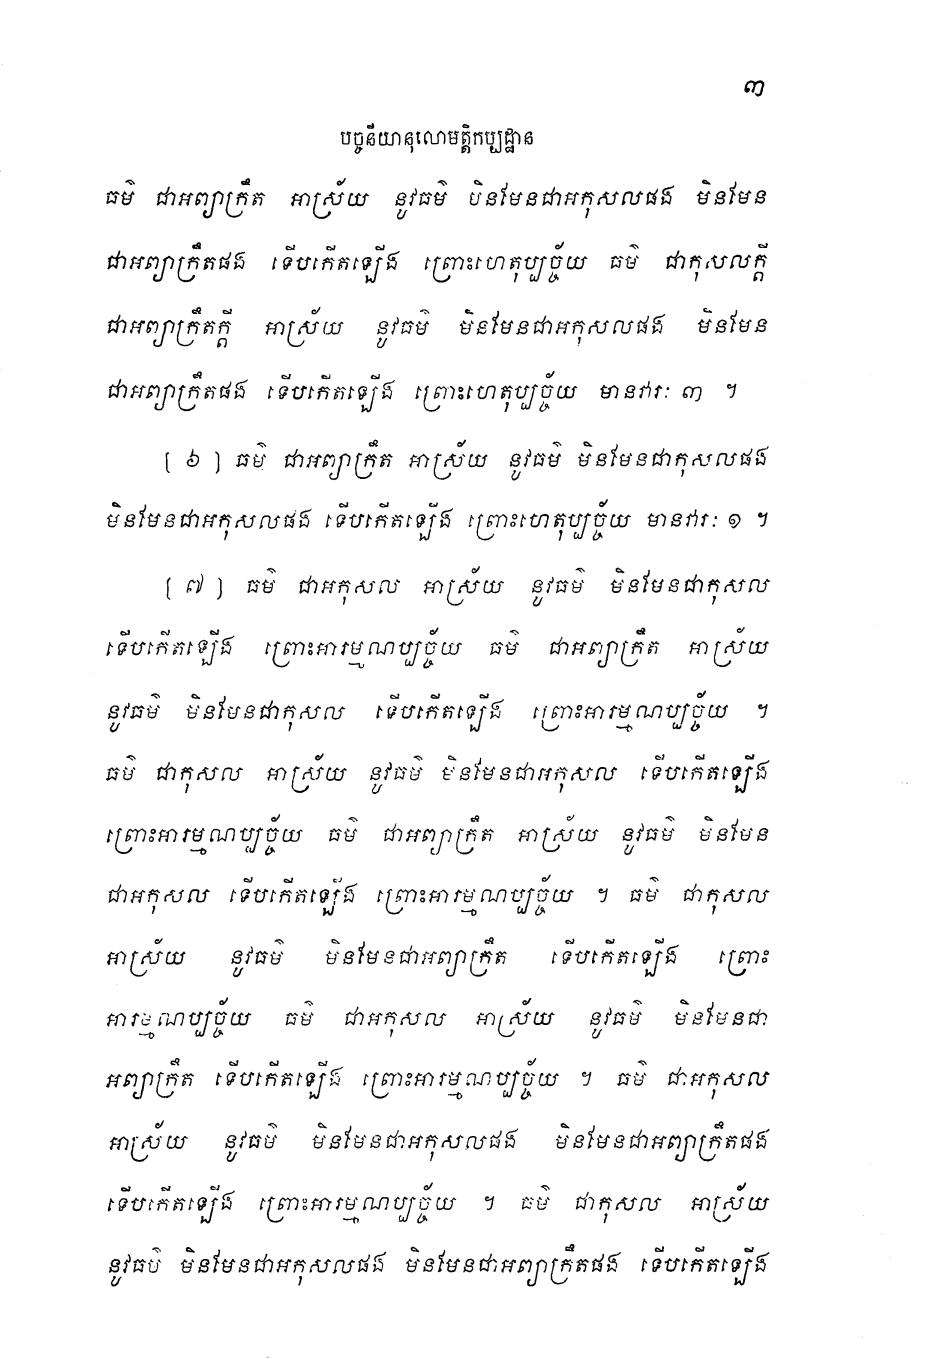 ៣
បច្ចនីយានុលោមត្តិកប្បដ្ឋាន
ធម៌ ជាអព្យាក្រឹត អាស្រ័យ នូវធម៌ មិនមែនជាអកុសលផង មិនមែន
ជាអព្យាក្រឹតផង ទើបកើតឡើង ព្រោះហេតុប្បច្ច័យ ធម៌ ជាកុសលក្តី
ជាអព្យាក្រឹតក្តី អាស្រ័យ នូវធម៌ មិនមែនជាអកុសលផង មិនមែន
ជាអព្យាក្រឹតផង ទើបកើតឡើង ព្រោះហេតុប្បច្ច័យ មានវារៈ ៣ ។
[ ៦ ] ធម៌ ជាអព្យាក្រឹត អាស្រ័យ នូវធម៌ មិនមែនជាកុសលផង
មិនមែនជាអកុសលផង ទើបកើតឡើង ព្រោះហេតុប្បច្ច័យ មានវារៈ ១ ។
[ ៧ ] ធម៌ ជាអកុសល អាស្រ័យ នូវធម៌ មិនមែនជាកុសល
ទើបកើតឡើង ព្រោះអារម្មណប្បច្ច័យ ធម៌ ជាអព្យាក្រឹត អាស្រ័យ
នូវធម៌ មិនមែនជាកុសល ទើបកើតឡើង ព្រោះអារម្មណប្បច្ច័យ ។
ធម៌ ជាកុសល អាស្រ័យ នូវធម៌ មិនមែនជាអកុសល ទើបកើតឡើង
ព្រោះអារម្មណប្បច្ច័យ ធម៌ ជាអព្យាក្រឹត អាស្រ័យ នូវធម៌ មិនមែន
ជាអកុសល ទើបកើតឡើង ព្រោះអារម្មណប្បច្ច័យ ។ ធម៌ ជាកុសល
អាស្រ័យ នូវធម៌ មិនមែនជាអព្យាក្រឹត ទើបកើតឡើង ព្រោះ
អារម្មណប្បច្ច័យ ធម៌ ជាអកុសល អាស្រ័យ នូវធម៌ មិនមែនជា
អព្យាក្រឹត ទើបកើតឡើង ព្រោះអារម្មណប្បច្ច័យ ។ ធម៌ ជាអកុសល
អាស្រ័យ នូវធម៌ មិនមែនជាអកុសលផង មិនមែនជាអព្យាក្រឹតផង
ទើបកើតឡើង ព្រោះអារម្មណប្បច្ច័យ ។ ធម៌ ជាកុសល អាស្រ័យ
នូវធម៌ មិនមែនជាអកុសលផង មិនមែនជាអព្យាក្រឹតផង ទើបកើតឡើង